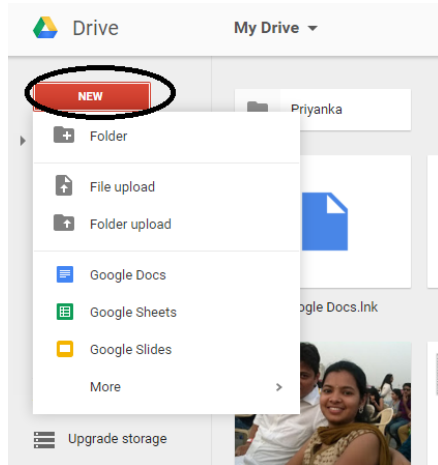 Drive
My Drive
NEW
Priyanka
Folder
File upload
Folder upload
Google Docs
ogle Docs.lnk
Google Sheets
Google Slides
More
Upgrade storage